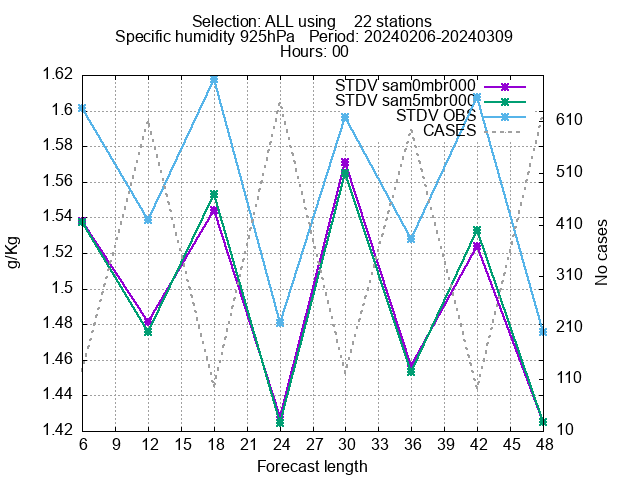 Selection: ALL using    22 stations
Specific humidity 925hPa   Period: 20240206-20240309
Hours: 00
STDV sam0mbr000
STDV sam5mbr000
STDV OBS
CASES
1.62
1.6
1.58
1.56
1.54
1.52
1.5
1.48
1.46
1.44
1.42
g/Kg
610
510
410
310
210
110
10
No cases
6 9 12 15 18 21 24 27 30 33 36 39 42 45 48
Forecast length